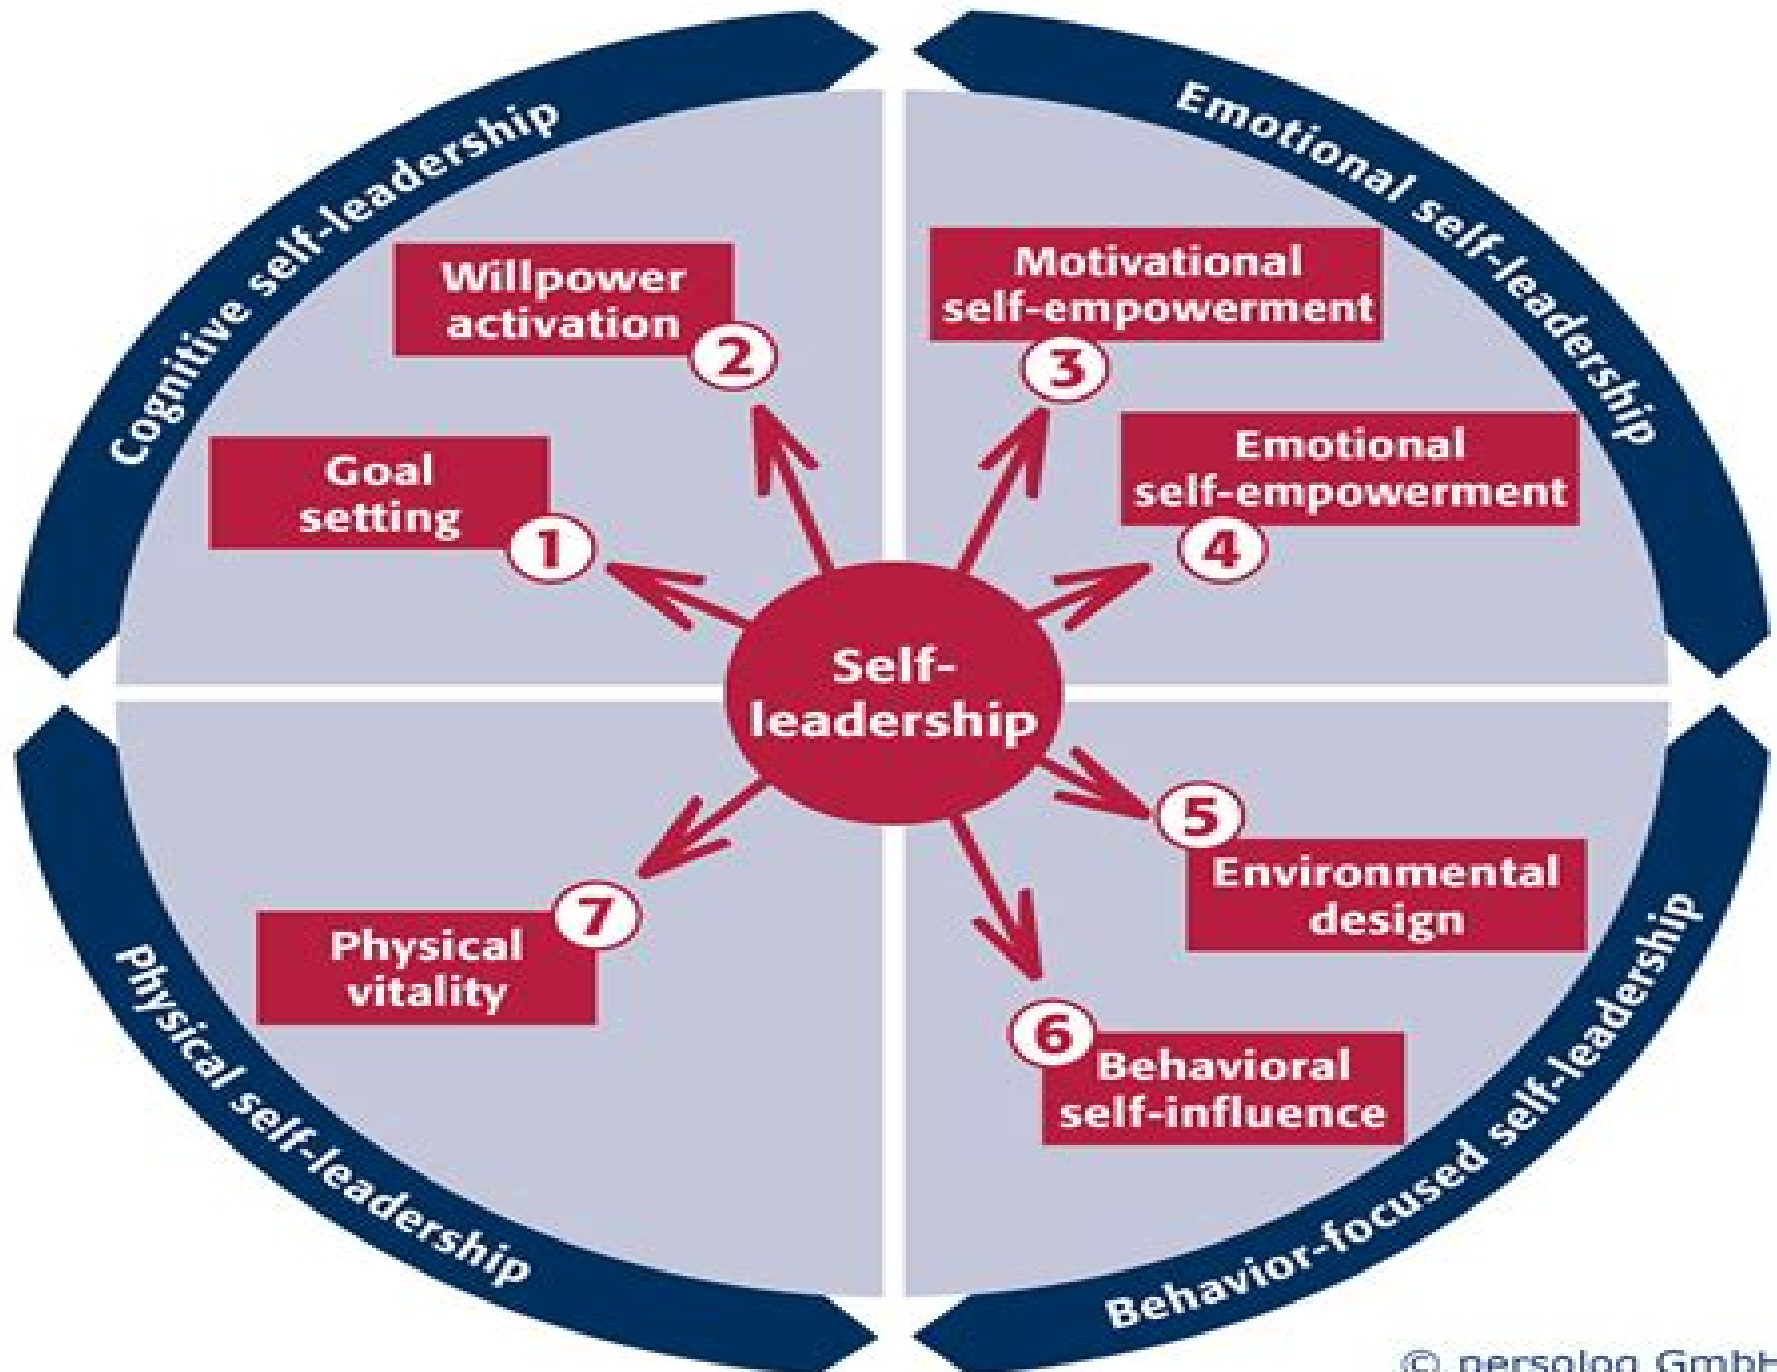 Cognitive self-leadership
Emotional self-leadership
Willpower
activation
2
Motivational
self-empowerment
3
Goal
setting
1
Emotional
self-empowerment
4
Self-
leadership
5
Environmental
design
7
Physical
vitality
6
Behavioral
self-influence
Physical self-leadership
Behavior-focused self-leadership
© persolog GmbH